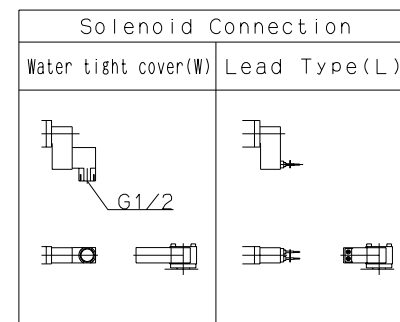 Solenoid Connection
Water tight cover(W) Lead Type(L)
G1/2